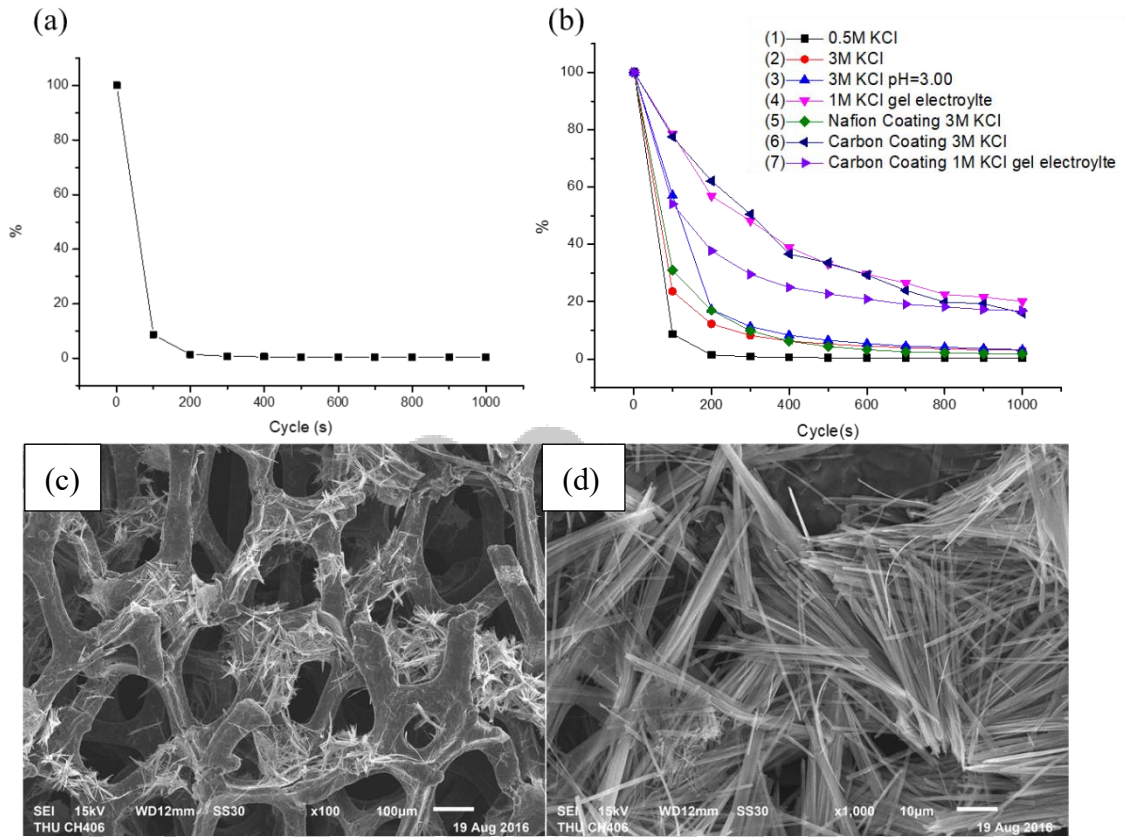 (a)
100
80
60
40
20
0
%
0 200 400 600 800 1000
Cycle (s)
(b)
(1) 0.5M KCl
(2) 3M KCl
(3) 3M KCl pH=3.00
(4) 1M KCl gel electroylte
(5) Nafion Coating 3M KCl
(6) Carbon Coating 3M KCl
(7) Carbon Coating 1M KCl gel electroylte
100
80
60
40
20
0
%
0 200 400 600 800 1000
Cycle(s)
(c)
SEI 15kV WD12mm SS30 x100 100μm
THU CH406 19 Aug 2016
(d)
SEI 15kV WD12mm SS30 x1,000 10μm
THU CH406 19 Aug 2016